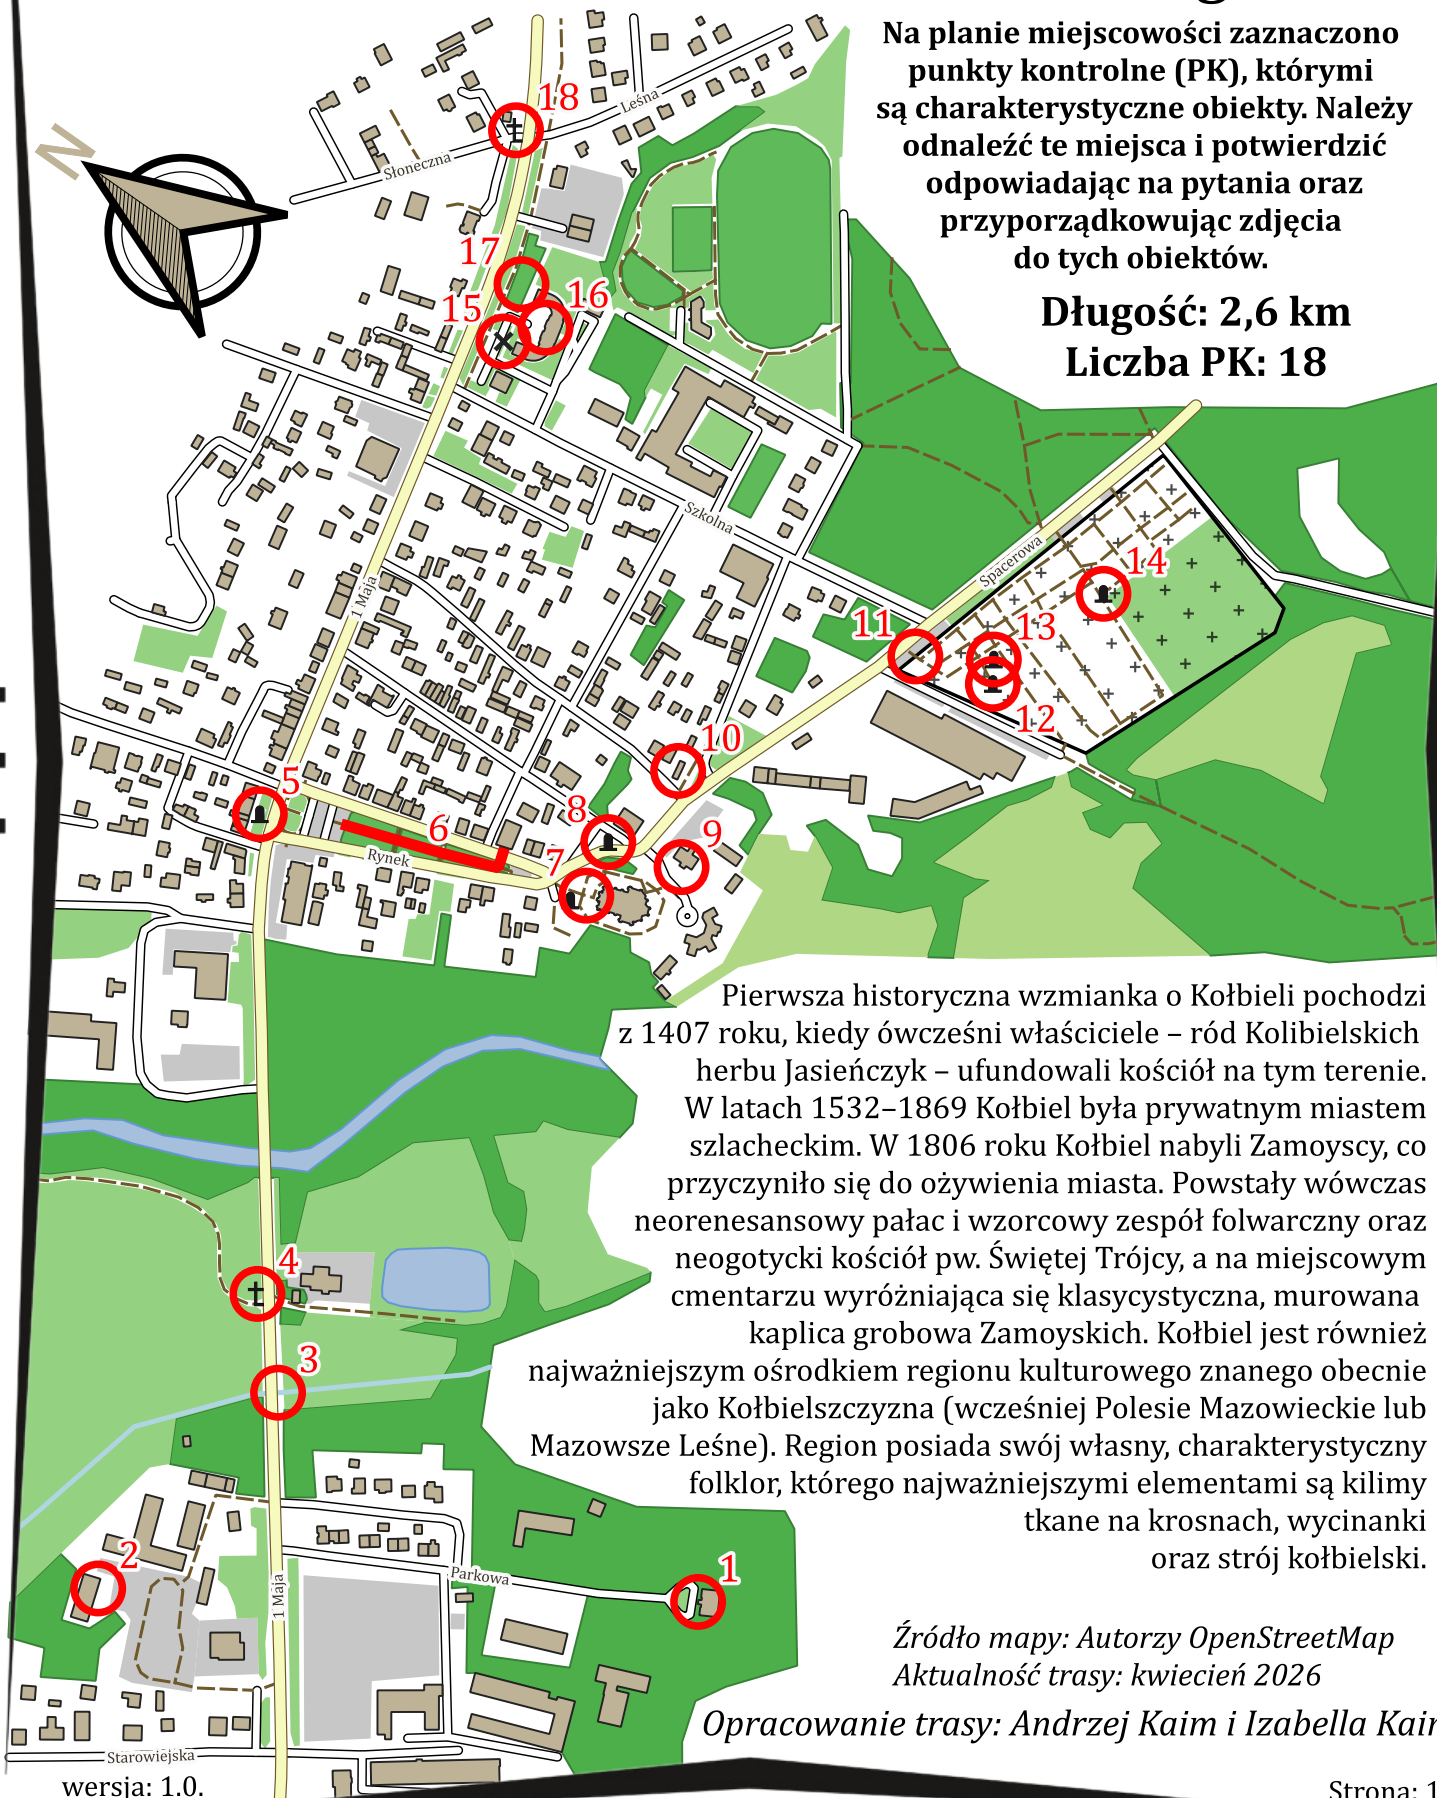 Na planie miejscowości zaznaczono
punkty kontrolne (PK), którymi
są charakterystyczne obiekty. Należy
odnaleźć te miejsca i potwierdzić
odpowiadając na pytania oraz
przyporządkowując zdjęcia
do tych obiektów.
Długość: 2,6 km
Liczba PK: 18
N
18
Leśna
Słoneczna
17
15
16
Szkolna
1 Maja
Spacerowa
14
11
13
12
10
5
8
6
9
7
Rynek
Pierwsza historyczna wzmianka o Kołbieli pochodzi
z 1407 roku, kiedy ówcześni właściciele – ród Kolibielskich
herbu Jasieńczyk – ufundowali kościół na tym terenie.
W latach 1532–1869 Kołbiel była prywatnym miastem
szlacheckim. W 1806 roku Kołbiel nabyli Zamoyscy, co
przyczyniło się do ożywienia miasta. Powstały wówczas
neorenesansowy pałac i wzorcowy zespół folwarczny oraz
neogotycki kościół pw. Świętej Trójcy, a na miejscowym
cmentarzu wyróżniająca się klasycystyczna, murowana
kaplica grobowa Zamoyskich. Kołbiel jest również
najważniejszym ośrodkiem regionu kulturowego znanego obecnie
jako Kołbielszczyzna (wcześniej Polesie Mazowieckie lub
Mazowsze Leśne). Region posiada swój własny, charakterystyczny
folklor, którego najważniejszymi elementami są kilimy
tkane na krosnach, wycinanki
oraz strój kołbielski.
4
3
2
1
Parkowa
1 Maja
Starowiejska
Źródło mapy: Autorzy OpenStreetMap
Aktualność trasy: kwiecień 2026
Opracowanie trasy: Andrzej Kaim i Izabella
wersja: 1.0.
Strona: 1